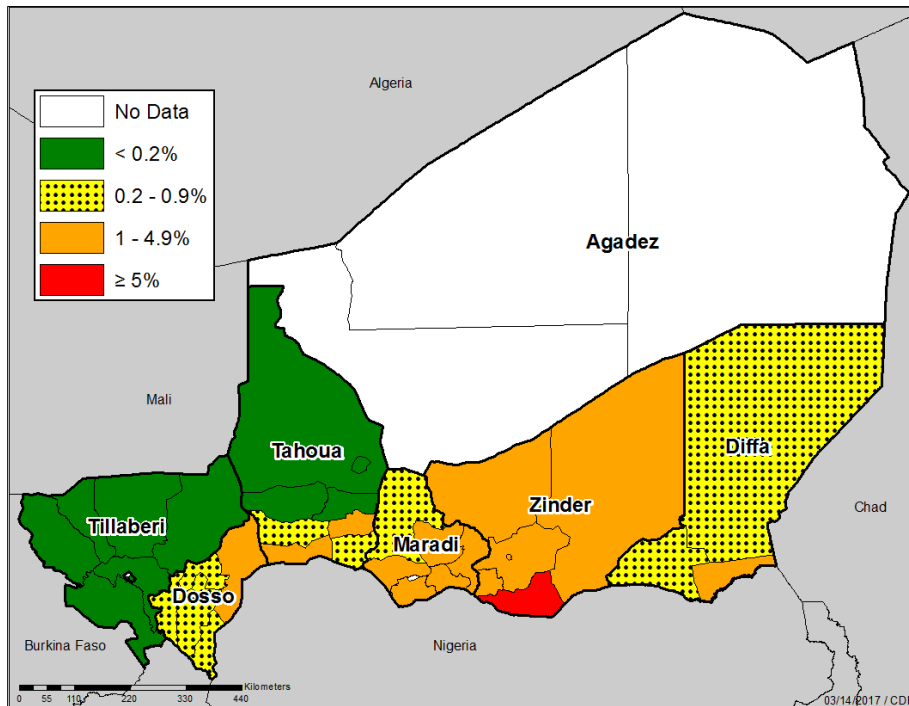 Algeria
No Data
< 0.2%
0.2 - 0.9%
1 - 4.9%
≥ 5%
Agadez
Mali
Tahoua
Diffa
Zinder
Chad
Tillaberi
Maradi
Dosso
Burkina Faso
Nigeria
Kilometers
0 55 110 220 330 440
03/14/2017 / CDI